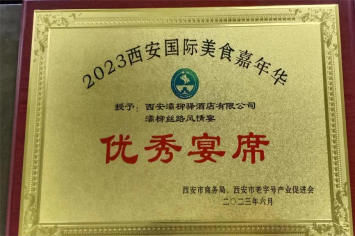 2023西安国际美食嘉年华
授予：西安灞柳驿酒店有限公司
灞柳丝路风情宴
优秀宴席
西安市商务局、西安市老字号产业促进会
二〇二三年六月